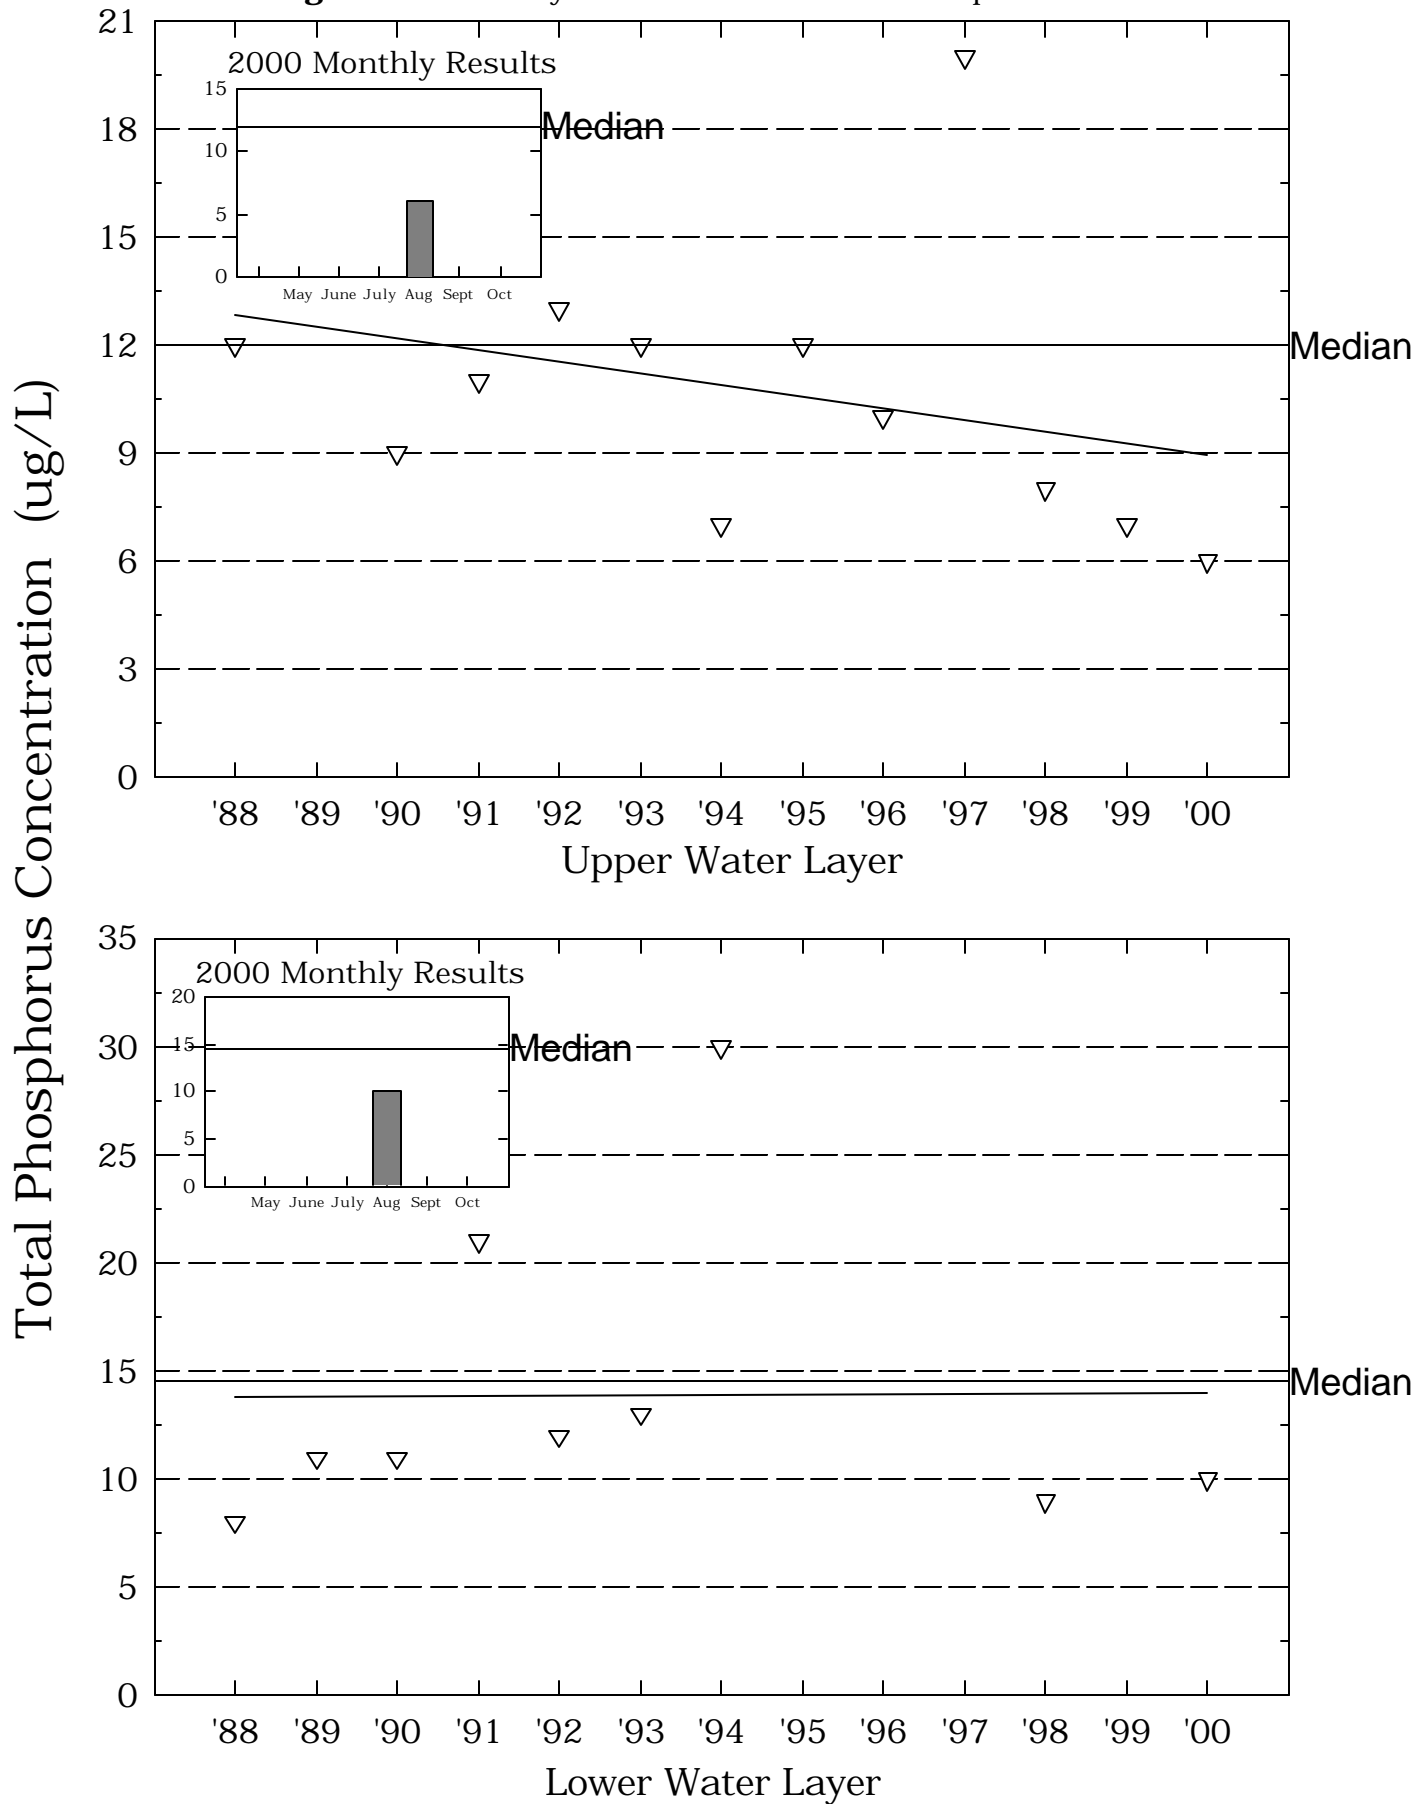 Total Phosphorus Concentration (ug/L)
21
18
15
12
9
6
3
0
2000 Monthly Results
15
10
5
0
Median
May June July Aug Sept Oct
Median
'88 '89 '90 '91 '92 '93 '94 '95 '96 '97 '98 '99 '00
Upper Water Layer
35
30
25
20
15
10
5
0
2000 Monthly Results
20
15
10
5
0
Median
May June July Aug Sept Oct
Median
'88 '89 '90 '91 '92 '93 '94 '95 '96 '97 '98 '99 '00
Lower Water Layer